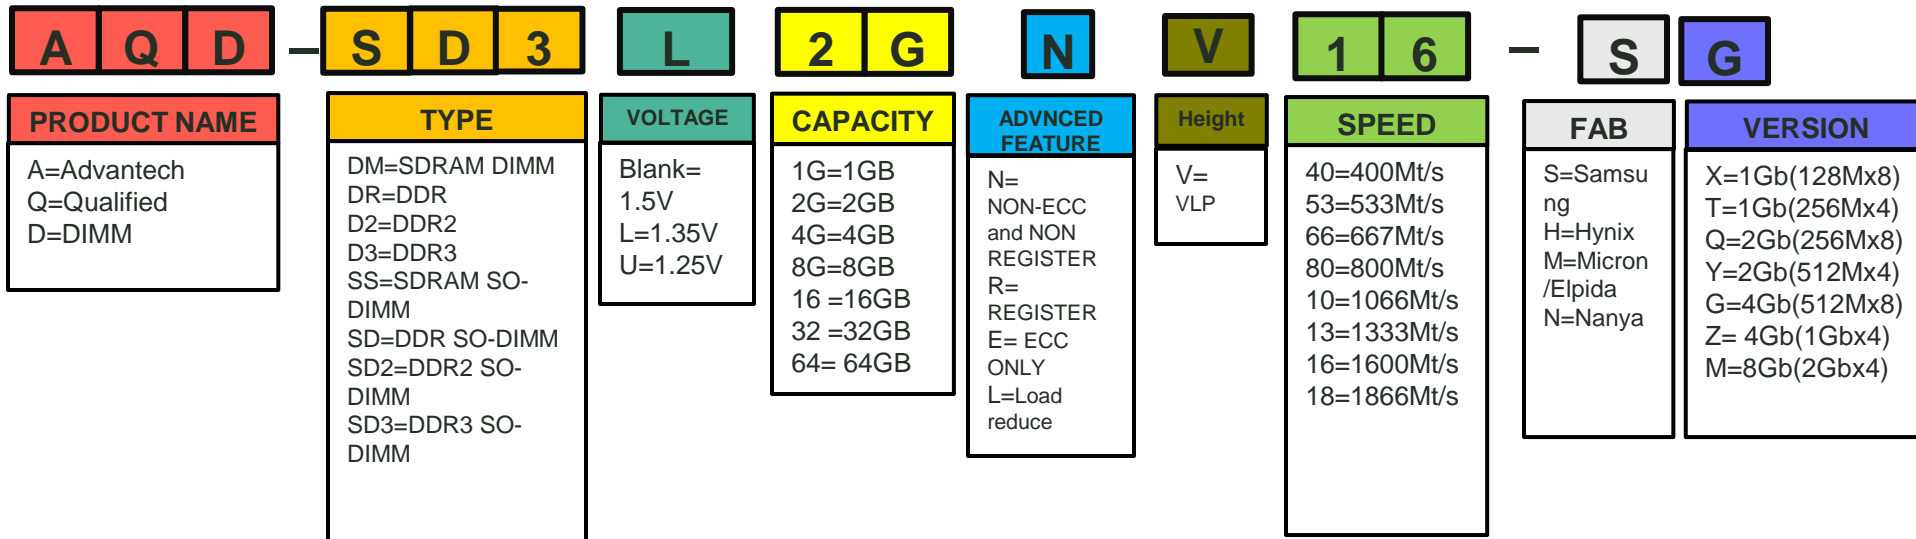 A Q D – S D 3 L 2 G N V 1 6 – S G
PRODUCT NAME
A=Advantech
Q=Qualified
D=DIMM
TYPE
DM=SDRAM DIMM
DR=DDR
D2=DDR2
D3=DDR3
SS=SDRAM SO-
DIMM
SD=DDR SO-DIMM
SD2=DDR2 SO-
DIMM
SD3=DDR3 SO-
DIMM
VOLTAGE
Blank=
1.5V
L=1.35V
U=1.25V
CAPACITY
1G=1GB
2G=2GB
4G=4GB
8G=8GB
16 =16GB
32 =32GB
64= 64GB
ADVNCED
FEATURE
N=
NON-ECC
and NON
REGISTER
R=
REGISTER
E= ECC
ONLY
L=Load
reduce
Height
V=
VLP
SPEED
40=400Mt/s
53=533Mt/s
66=667Mt/s
80=800Mt/s
10=1066Mt/s
13=1333Mt/s
16=1600Mt/s
18=1866Mt/s
FAB
S=Samsu
ng
H=Hynix
M=Micron
/Elpida
N=Nanya
VERSION
X=1Gb(128Mx8)
T=1Gb(256Mx4)
Q=2Gb(256Mx8)
Y=2Gb(512Mx4)
G=4Gb(512Mx8)
Z= 4Gb(1Gbx4)
M=8Gb(2Gbx4)